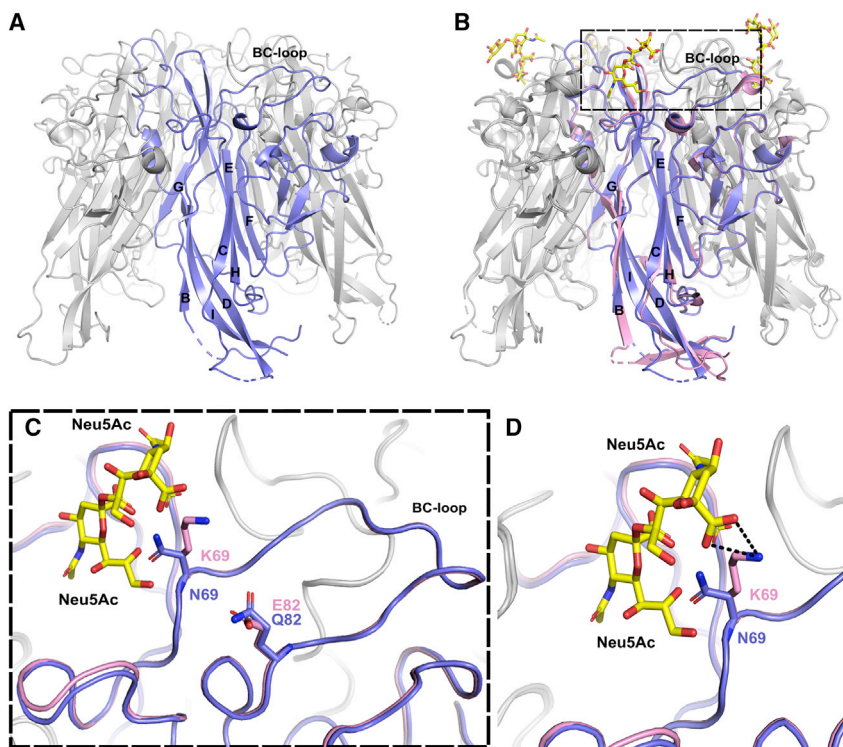 A
BC-loop
E
G
F
C
H
B
D
I
B
BC-loop
E
G
F
C
I
H
D
B
C
Neu5Ac
BC-loop
K69
N69
Neu5Ac
E82
Q82
D
Neu5Ac
K69
Neu5Ac
N69